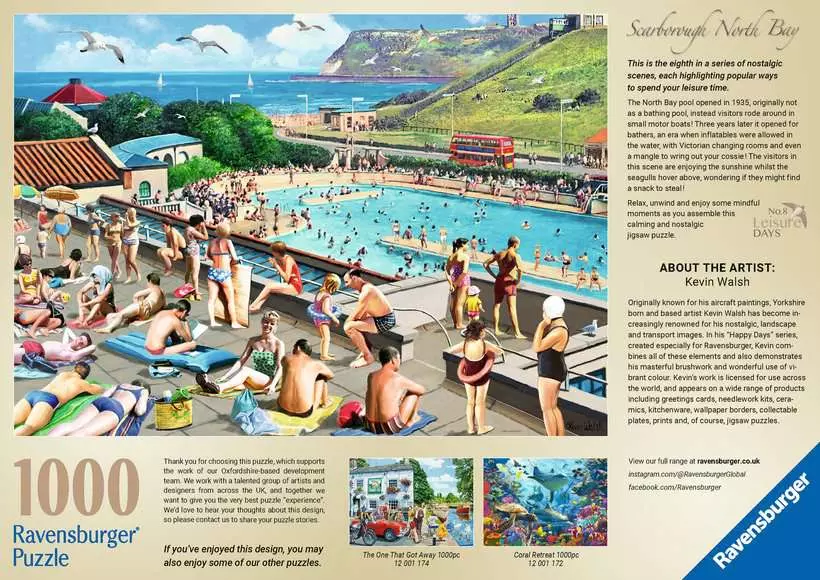 Scarborough North Bay
This is the eighth in a series of nostalgic
scenes, each highlighting popular ways
to spend your leisure time.
The North Bay pool opened in 1935, originally not
as a bathing pool, instead visitors rode around in
small motor boats! Three years later it opened for
bathers, an era when inflatables were allowed in
the water, with Victorian changing rooms and even
a mangle to wring out your cossie! The visitors in
this scene are enjoying the sunshine whilst the
seagulls hover above, wondering if they might find
a snack to steal!
Relax, unwind and enjoy some mindful
moments as you assemble this
calming and nostalgic
jigsaw puzzle.
No.8
Leisure
DAYS
ABOUT THE ARTIST:
Kevin Walsh
Originally known for his aircraft paintings, Yorkshire
born and based artist Kevin Walsh has become in-
creasingly renowned for his nostalgic, landscape
and transport images. In his "Happy Days" series,
created especially for Ravensburger, Kevin com-
bines all of these elements and also demonstrates
his masterful brushwork and wonderful use of vi-
brant colour. Kevin's work is licensed for use across
the world, and appears on a wide range of products
including greetings cards, needlework kits, cera-
mics, kitchenware, wallpaper borders, collectable
plates, prints and, of course, jigsaw puzzles.
Kevin Walsh
1000
Ravensburger®
Puzzle
Thank you for choosing this puzzle, which supports
the work of our Oxfordshire-based development
team. We work with a talented group of artists and
designers from across the UK, and together we
want to give you the very best puzzle "experience".
We'd love to hear your thoughts about this design,
so please contact us to share your puzzle stories.
If you've enjoyed this design, you may
also enjoy some of our other puzzles.
The One That Got Away 1000pc
12 001 174
Coral Retreat 1000pc
12 001 172
View our full range at ravensburger.co.uk
instagram.com/@RavensburgerGlobal
facebook.com/Ravensburger
Ravensburger